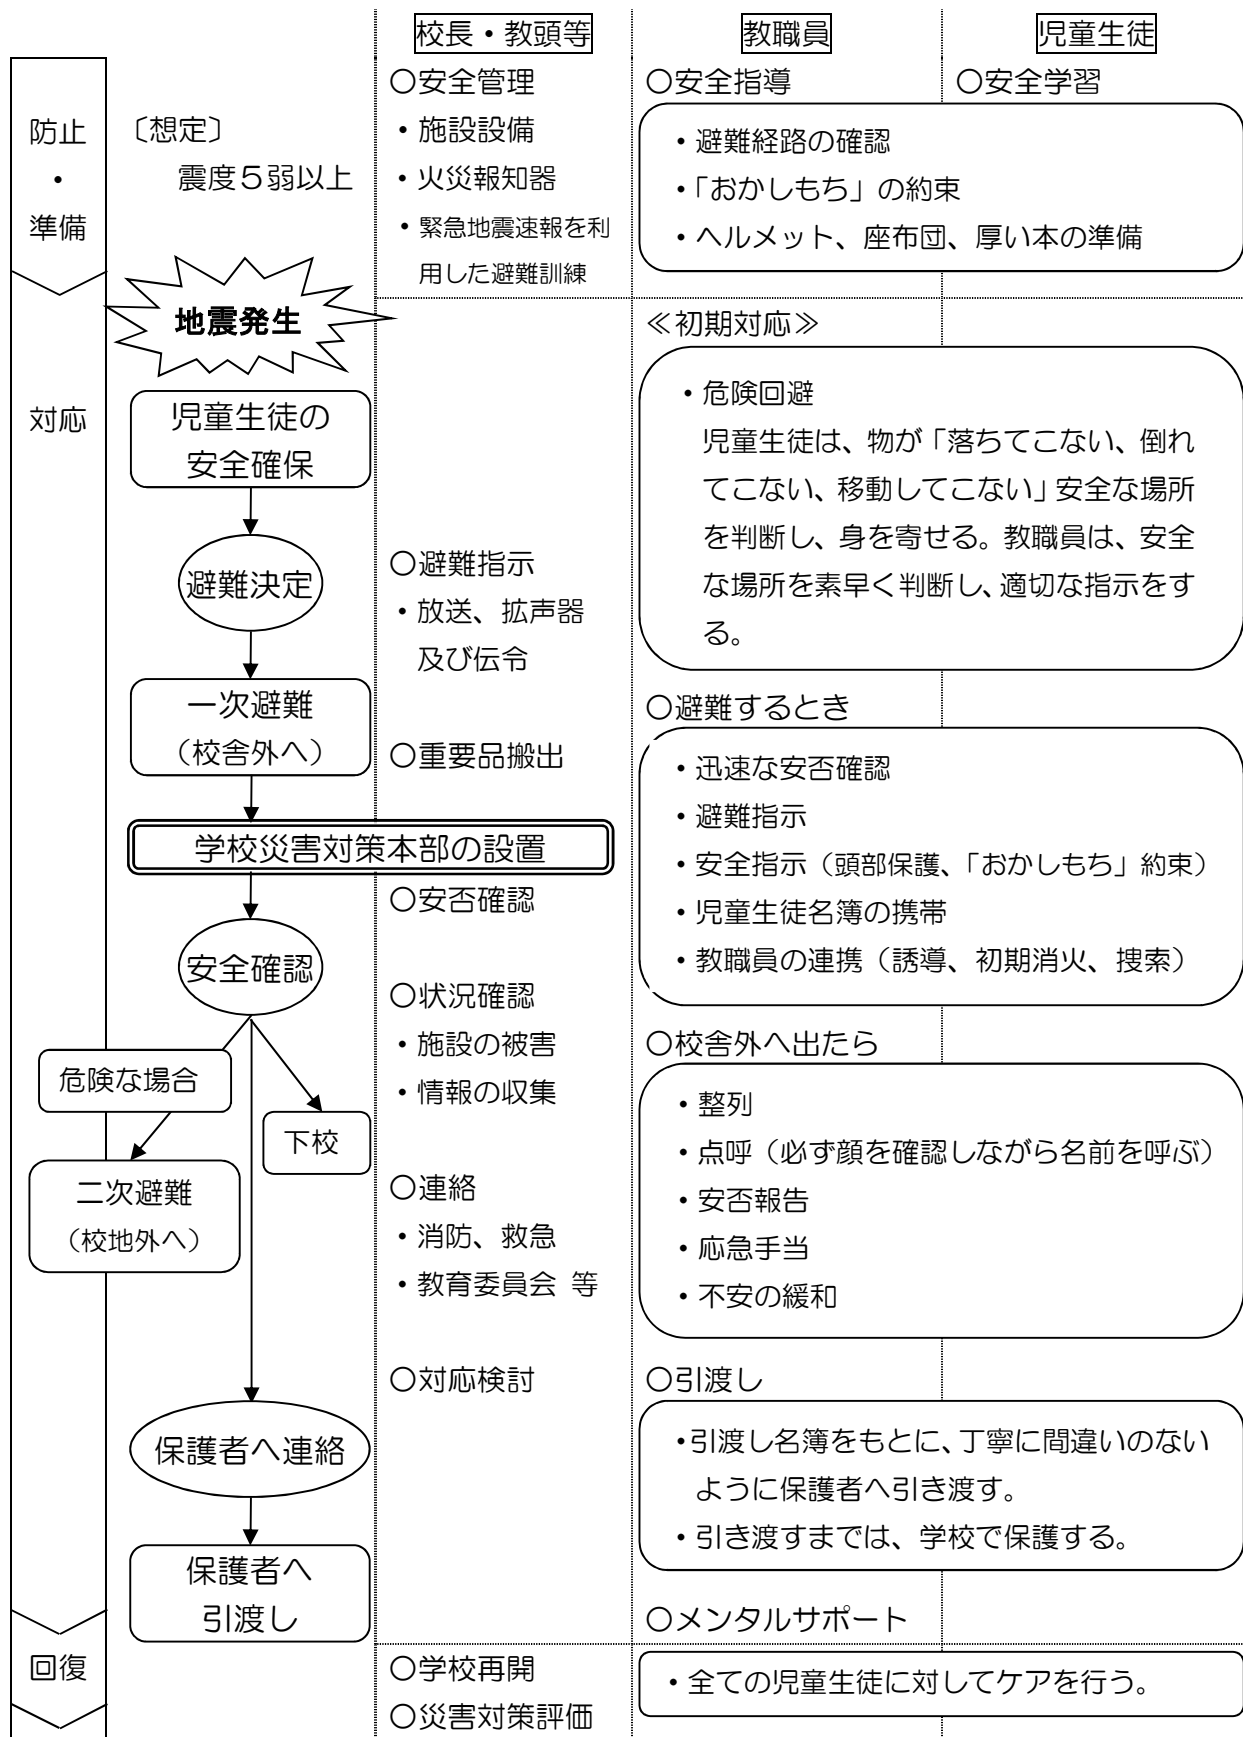 校長・教頭等
教職員
児童生徒
防止
・
準備
〔想定〕
震度５弱以上
○安全管理
・施設設備
・火災報知器
・緊急地震速報を利
用した避難訓練
○安全指導
○安全学習
・避難経路の確認
・「おかしもち」の約束
・ヘルメット、座布団、厚い本の準備
地震発生
対応
児童生徒の
安全確保
避難決定
一次避難
（校舎外へ）
学校災害対策本部の設置
安全確認
危険な場合
下校
二次避難
（校地外へ）
保護者へ連絡
保護者へ
引渡し
○避難指示
・放送、拡声器
及び伝令
○重要品搬出
○安否確認
○状況確認
・施設の被害
・情報の収集
○連絡
・消防、救急
・教育委員会 等
○対応検討
≪初期対応≫
・危険回避
児童生徒は、物が「落ちてこない、倒れ
てこない、移動してこない」安全な場所
を判断し、身を寄せる。教職員は、安全
な場所を素早く判断し、適切な指示をす
る。
○避難するとき
・迅速な安否確認
・避難指示
・安全指示（頭部保護、「おかしもち」約束）
・児童生徒名簿の携帯
・教職員の連携（誘導、初期消火、捜索）
○校舎外へ出たら
・整列
・点呼（必ず顔を確認しながら名前を呼ぶ）
・安否報告
・応急手当
・不安の緩和
○引渡し
・引渡し名簿をもとに、丁寧に間違いのない
ように保護者へ引き渡す。
・引き渡すまでは、学校で保護する。
○メンタルサポート
回復
○学校再開
○災害対策評価
・全ての児童生徒に対してケアを行う。